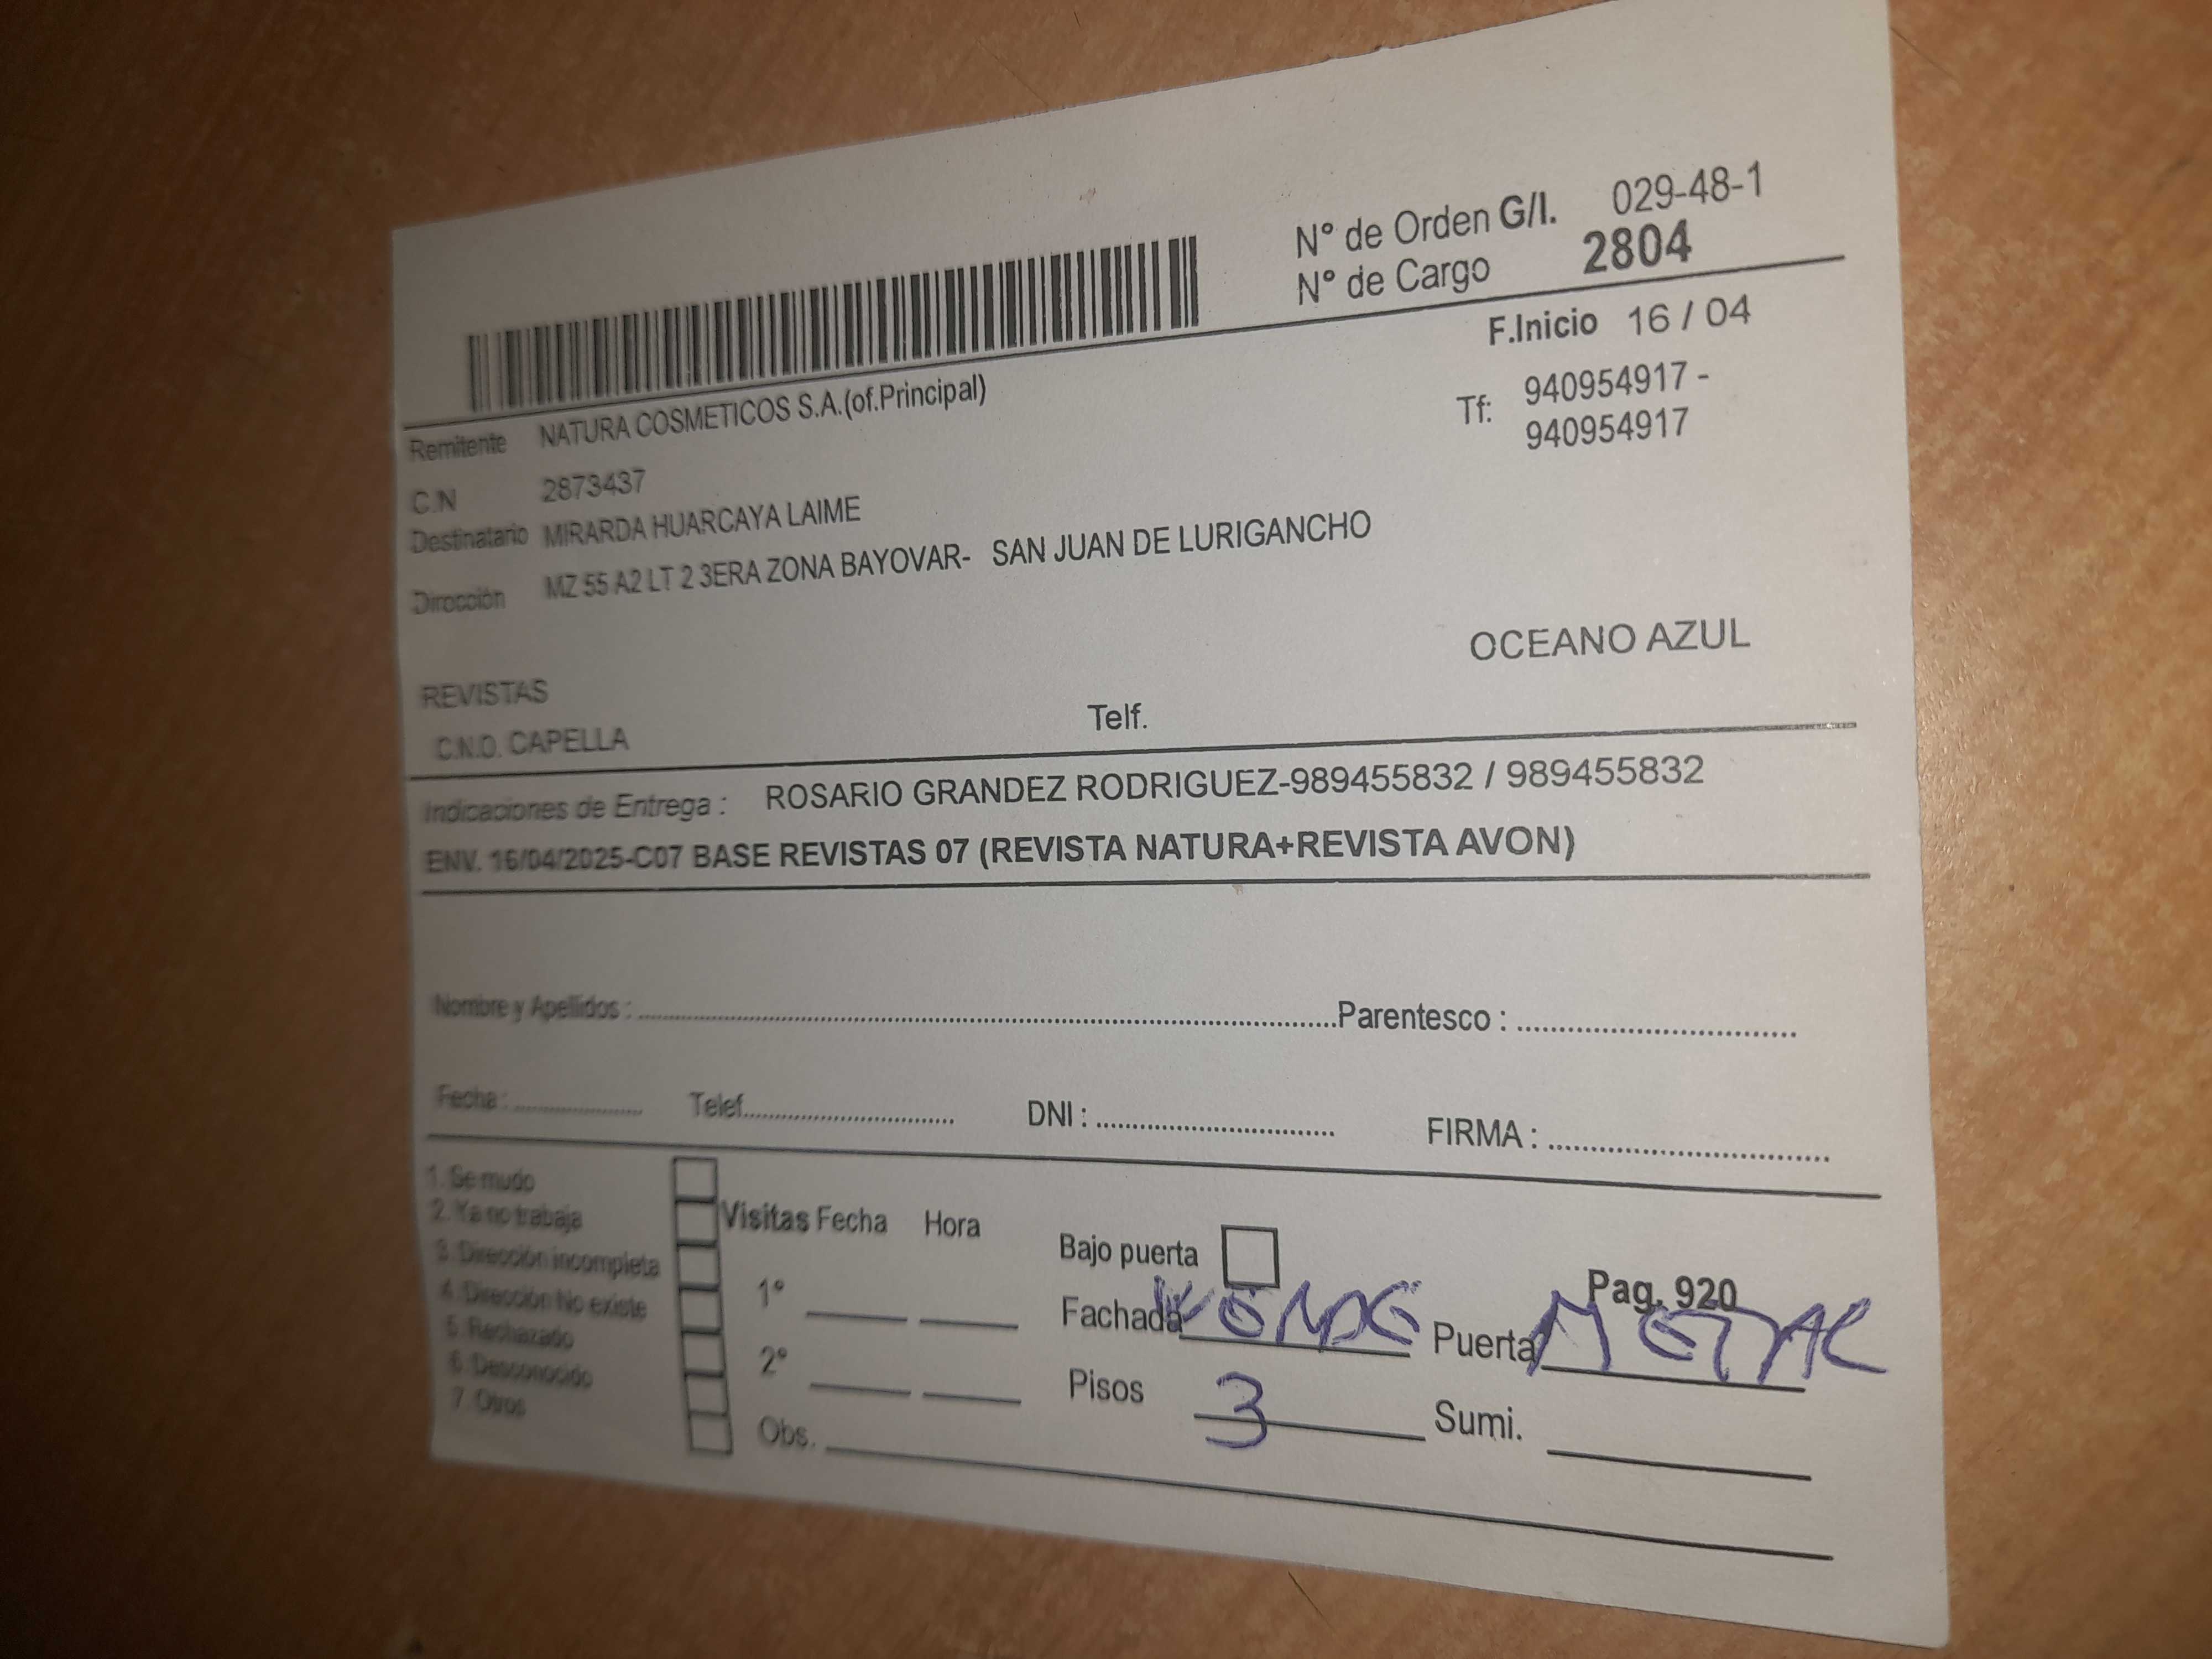 N° de Orden G/I. 029-48-1
N° de Cargo 2804
F.Inicio 16 / 04
Remitente NATURA COSMETICOS S.A.(of.Principal)
Tf: 940954917 -
940954917
C.N 2873437
Destinatario MIRARDA HUARCAYA LAIME
Dirección MZ 55 A2 LT 2 3ERA ZONA BAYOVAR- SAN JUAN DE LURIGANCHO
OCEANO AZUL
REVISTAS
C.N.O. CAPELLA Telf.
Indicaciones de Entrega : ROSARIO GRANDEZ RODRIGUEZ-989455832 / 989455832
ENV. 16/04/2025-C07 BASE REVISTAS 07 (REVISTA NATURA+REVISTA AVON)
Nombre y Apellidos : Parentesco :
Fecha : Telef. DNI : FIRMA :
1. Se mudo
2. Ya no trabaja
3. Dirección incompleta
4. Dirección No existe
5. Rechazado
6. Desconocido
7. Otros
Visitas Fecha Hora
1°
2°
Obs.
Bajo puerta
Pag. 920
Fachada Puerta METAL
Pisos 3 Sumi.